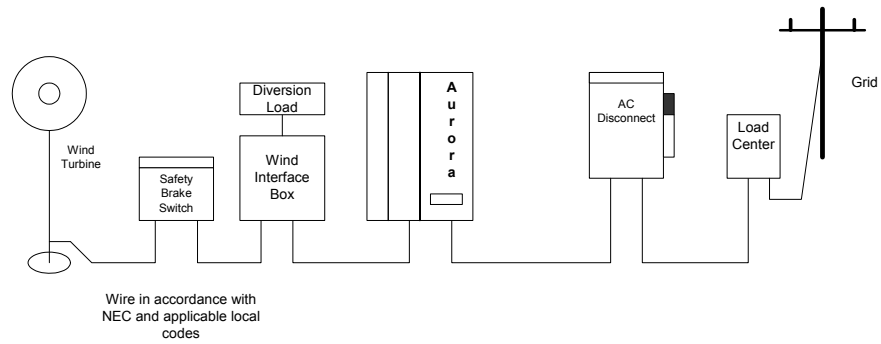 Wind
Turbine
Safety
Brake
Switch
Diversion
Load
Wind
Interface
Box
A
u
r
o
r
a
AC
Disconnect
Load
Center
Grid
Wire in accordance with
NEC and applicable local
codes